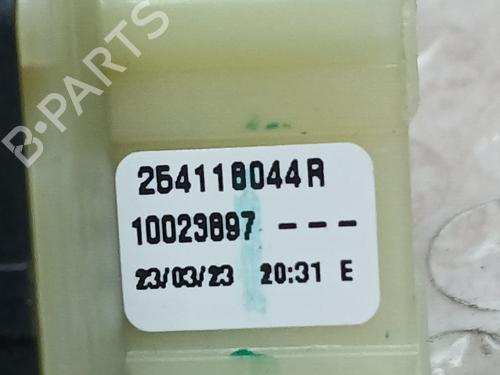 B-PARTS
254118044R
10023897 ---
23/03/23 20:31 E